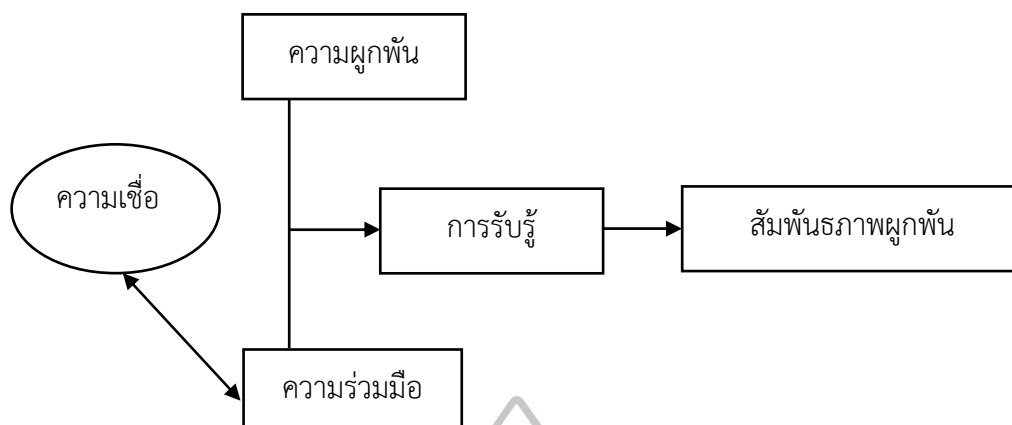 ความผูกพัน
ความเชื่อ
การรับรู้
สัมพันธภาพผูกพัน
ความร่วมมือ